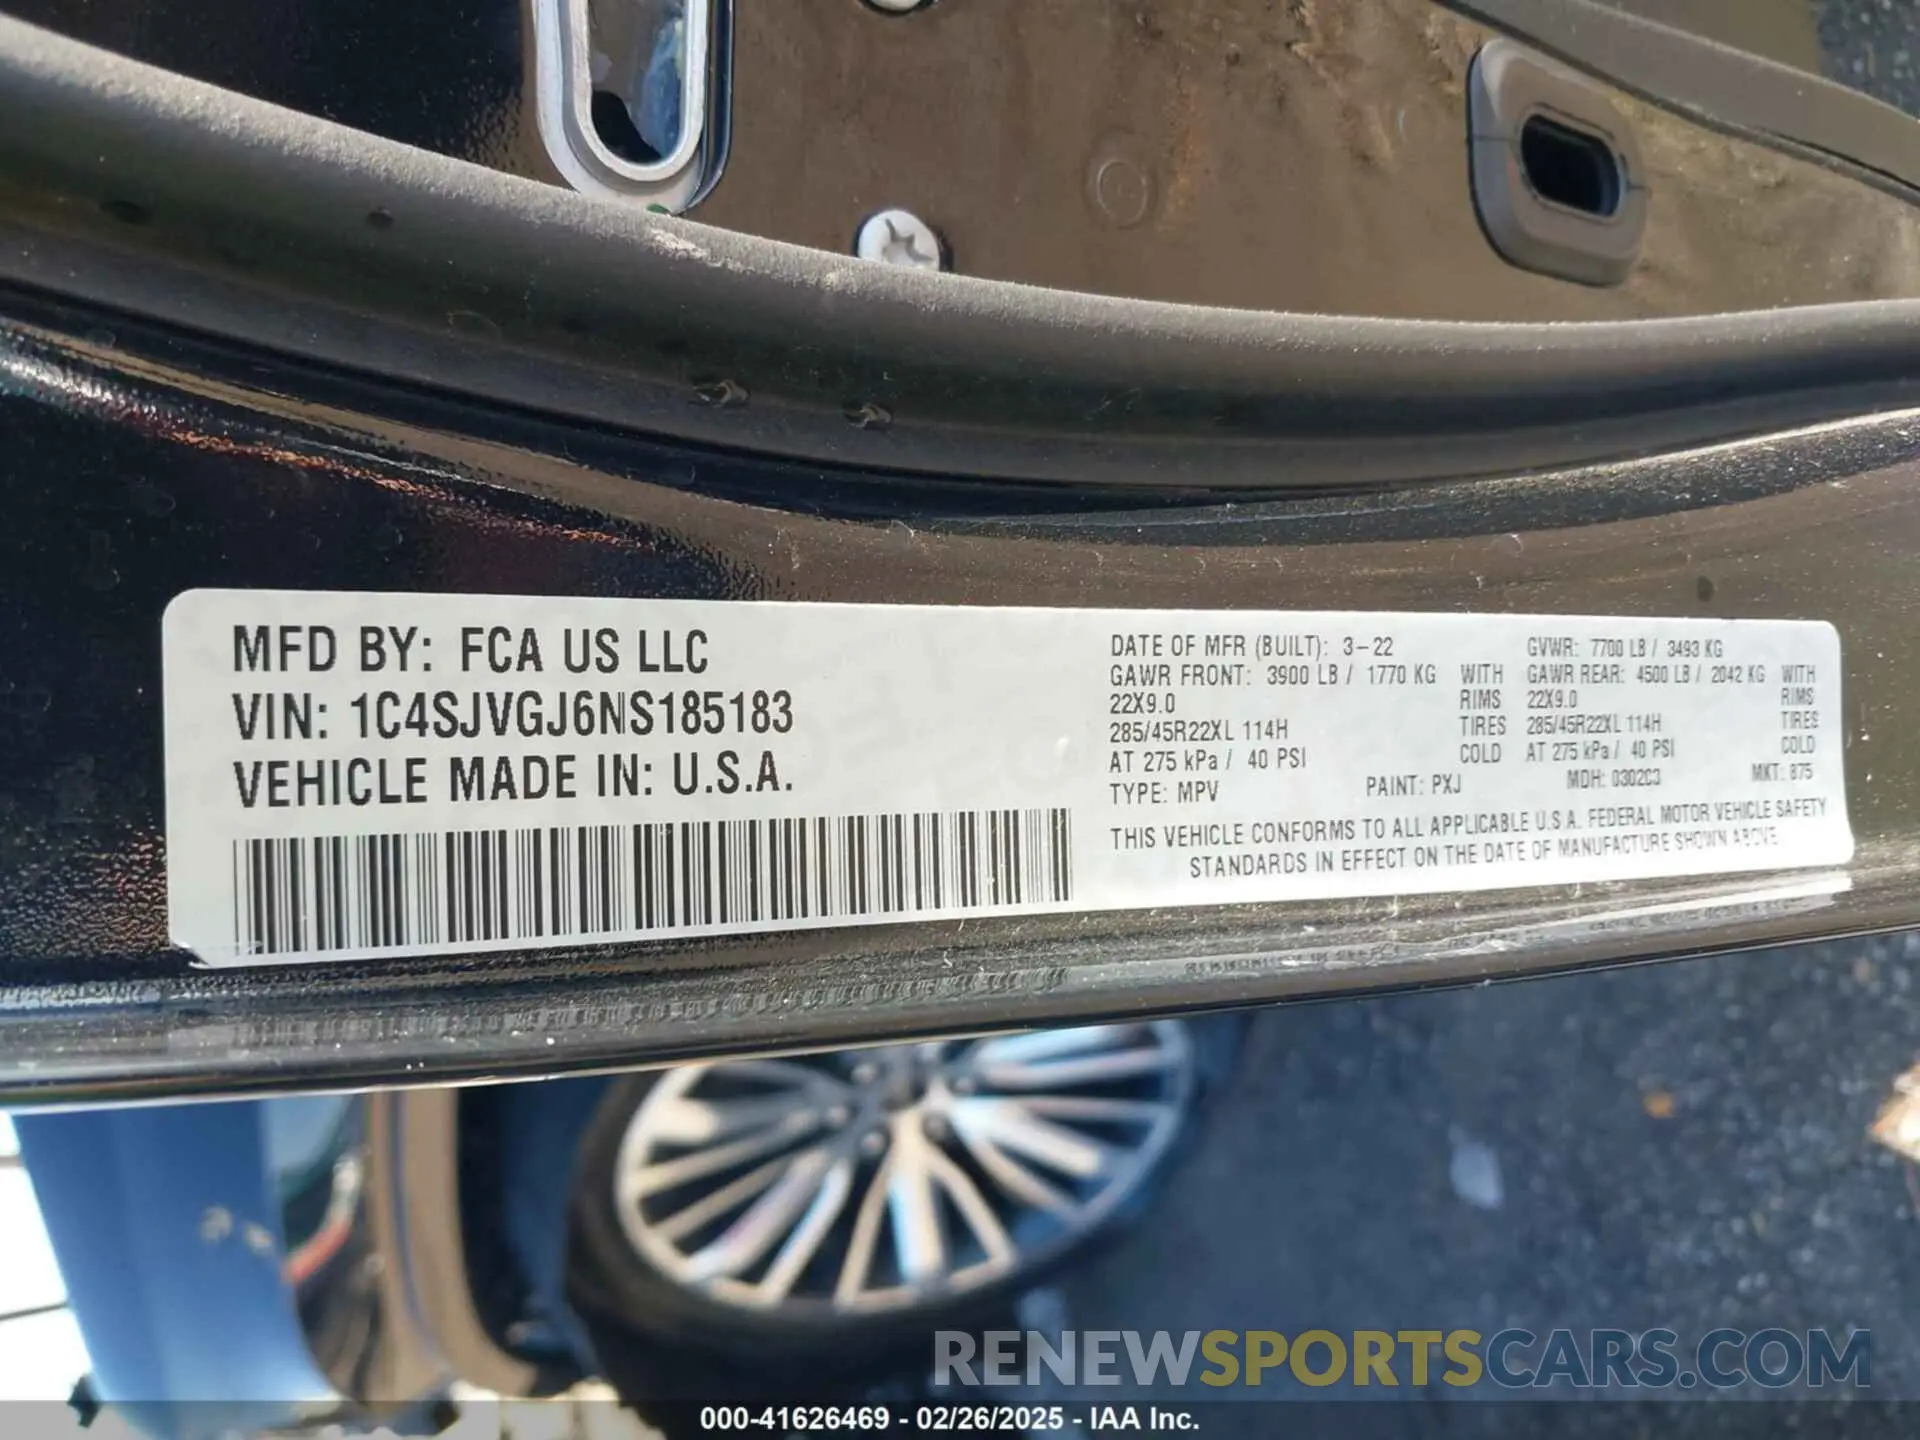 MFD BY: FCA US LLC
VIN: 1C4SJVGJ6NS185183
VEHICLE MADE IN: U.S.A.
DATE OF MFR (BUILT): 3-22 GVWR: 7700 LB / 3493 KG
GAWR FRONT: 3900 LB / 1770 KG WITH GAWR REAR: 4500 LB / 2042 KG WITH
22X9.0 RIMS 22X9.0 RIMS
285/45R22XL 114H TIRES 285/45R22XL 114H TIRES
AT 275 kPa / 40 PSI COLD AT 275 kPa / 40 PSI COLD
TYPE: MPV PAINT: PXJ MDH: 030203 MKT: 875
THIS VEHICLE CONFORMS TO ALL APPLICABLE U.S.A. FEDERAL MOTOR VEHICLE SAFETY
STANDARDS IN EFFECT ON THE DATE OF MANUFACTURE SHOWN ABOVE
RENEWSPORTSCARS.COM
000-41626469 - 02/26/2025 - IAA Inc.